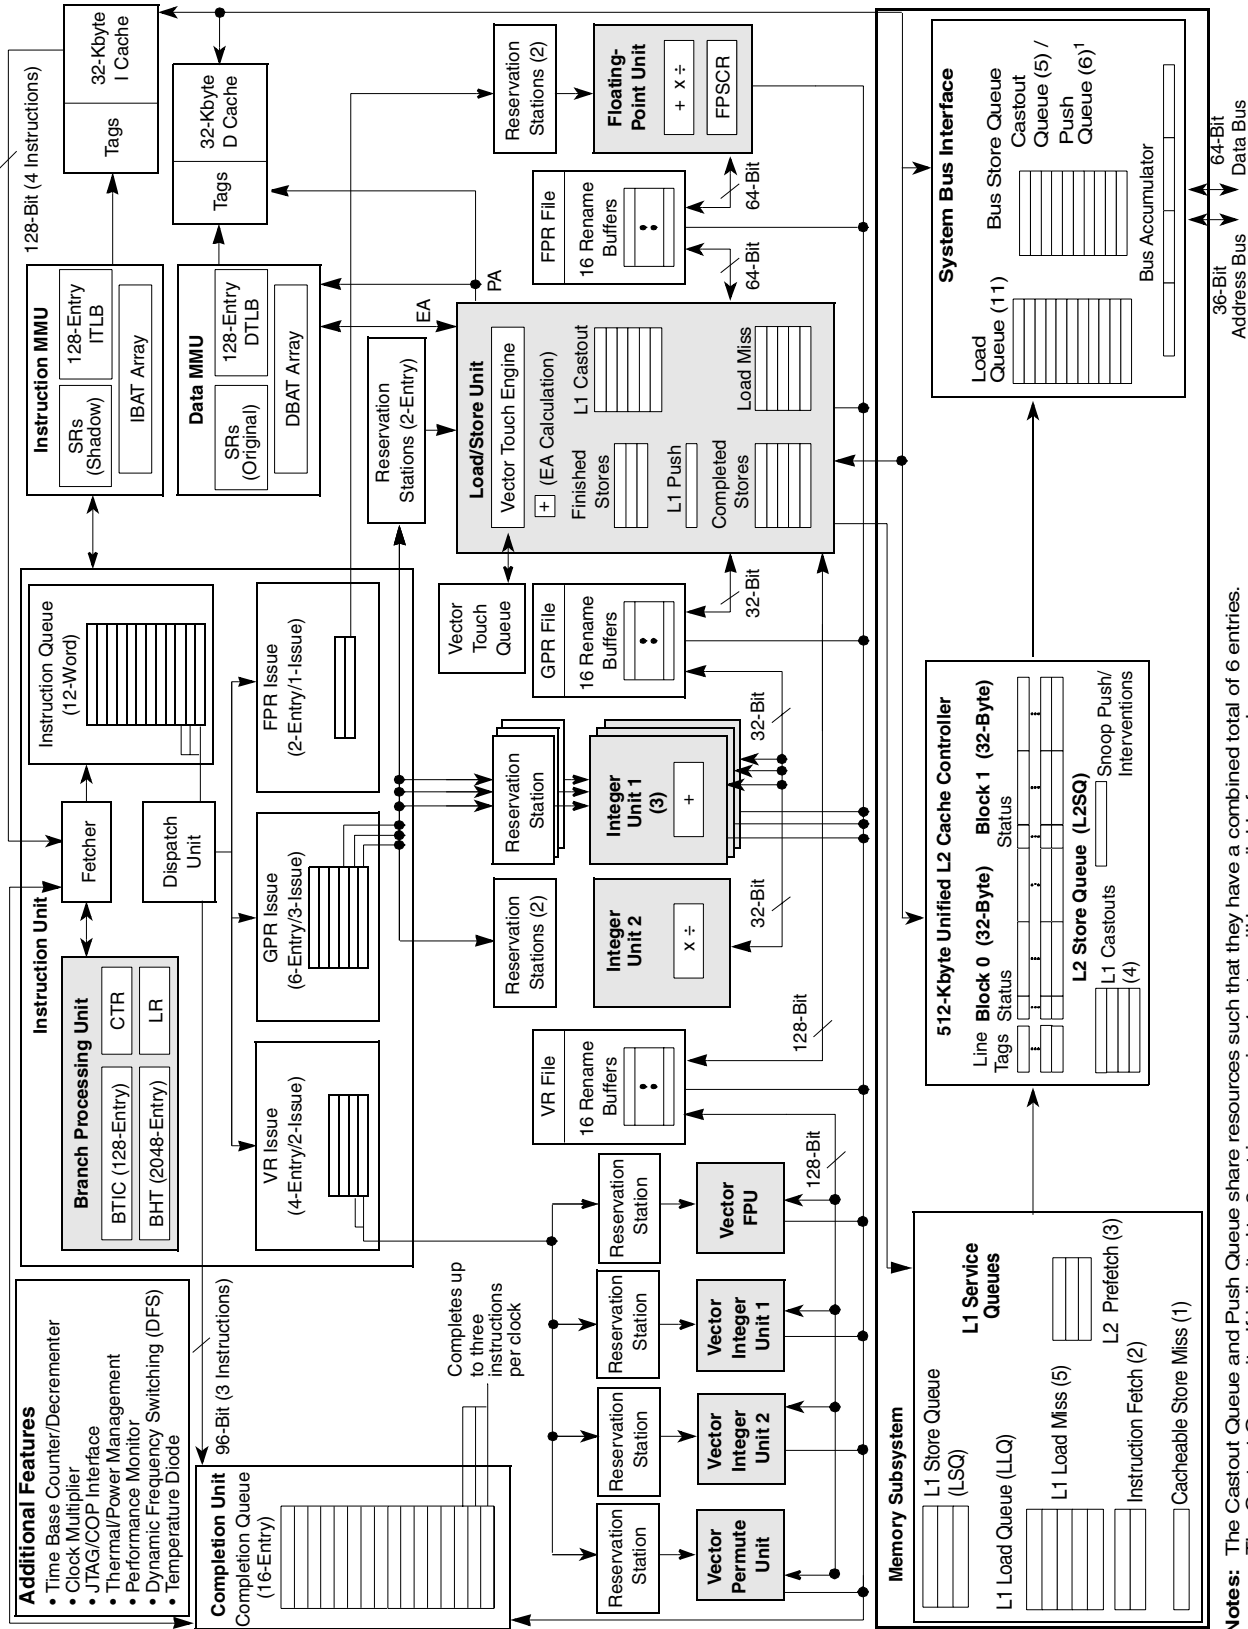 Additional Features
• Time Base Counter/Decrementer
• Clock Multiplier
• JTAG/COP Interface
• Thermal/Power Management
• Performance Monitor
• Dynamic Frequency Switching (DFS)
• Temperature Diode
Instruction Unit
Branch Processing Unit
BTIC (128-Entry)
CTR
BHT (2048-Entry)
LR
Fetcher
Instruction Queue
(12-Word)
Dispatch
Unit
VR Issue
(4-Entry/2-Issue)
GPR Issue
(6-Entry/3-Issue)
FPR Issue
(2-Entry/1-Issue)
128-Bit (4 Instructions)
Instruction MMU
SRs
(Shadow)
128-Entry
ITLB
IBAT Array
Tags
32-Kbyte
I Cache
Data MMU
SRs
(Original)
128-Entry
DTLB
DBAT Array
Tags
32-Kbyte
D Cache
96-Bit (3 Instructions)
Completion Unit
Completion Queue
(16-Entry)
Completes up
to three
instructions
per clock
EA
PA
Reservation
Stations (2-Entry)
Vector
Touch
Queue
Load/Store Unit
Vector Touch Engine
+
(EA Calculation)
Finished
Stores
L1 Castout
L1 Push
Completed
Stores
Load Miss
Reservation
Station
Vector
Permute
Unit
Reservation
Station
Vector
Integer
Unit 2
Reservation
Station
Vector
Integer
Unit 1
Reservation
Station
Vector
FPU
VR File
16 Rename
Buffers
128-Bit
128-Bit
Reservation
Stations (2)
Integer
Unit 2
x ÷
Reservation
Station
Integer
Unit 1
(3)
+
32-Bit
32-Bit
GPR File
16 Rename
Buffers
32-Bit
FPR File
16 Rename
Buffers
64-Bit
64-Bit
Reservation
Stations (2)
Floating-
Point Unit
+ x ÷
FPSCR
Memory Subsystem
L1 Store Queue
(LSQ)
L1 Service
Queues
L1 Load Queue (LLQ)
L1 Load Miss (5)
L2 Prefetch (3)
Instruction Fetch (2)
Cacheable Store Miss (1)
512-Kbyte Unified L2 Cache Controller
Line
Tags
Block 0 (32-Byte)
Status
Block 1 (32-Byte)
Status
L2 Store Queue (L2SQ)
L1 Castouts
(4)
Snoop Push/
Interventions
System Bus Interface
Load
Queue (11)
Bus Store Queue
Castout
Queue (5) /
Push
Queue (6)1
Bus Accumulator
36-Bit
Address Bus
64-Bit
Data Bus
Notes: The Castout Queue and Push Queue share resources such that they have a combined total of 6 entries.